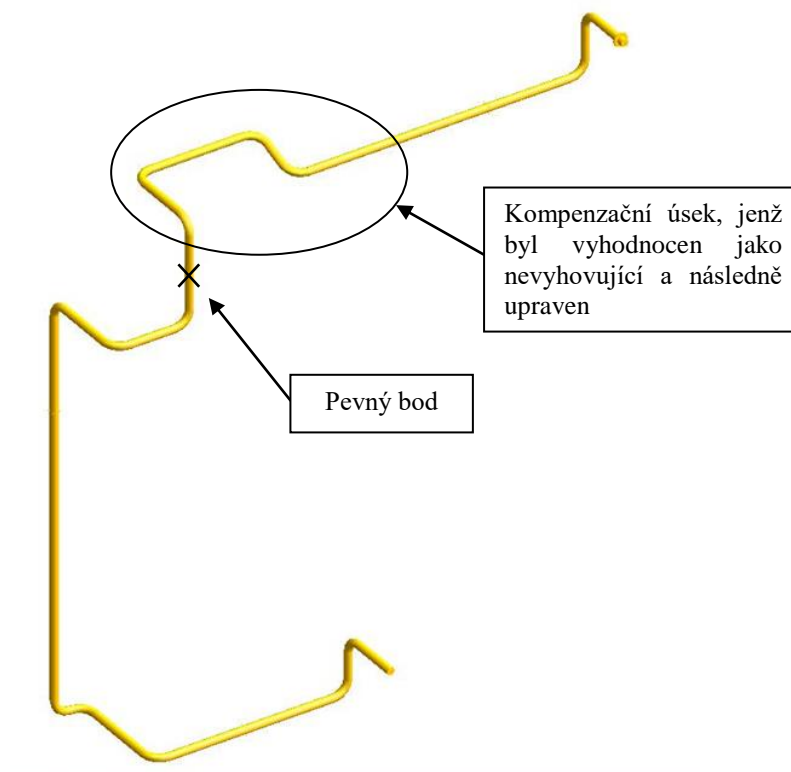 Kompenzační úsek, jenž
byl vyhodnocen jako
nevyhovující a následně
upraven
Pevný bod